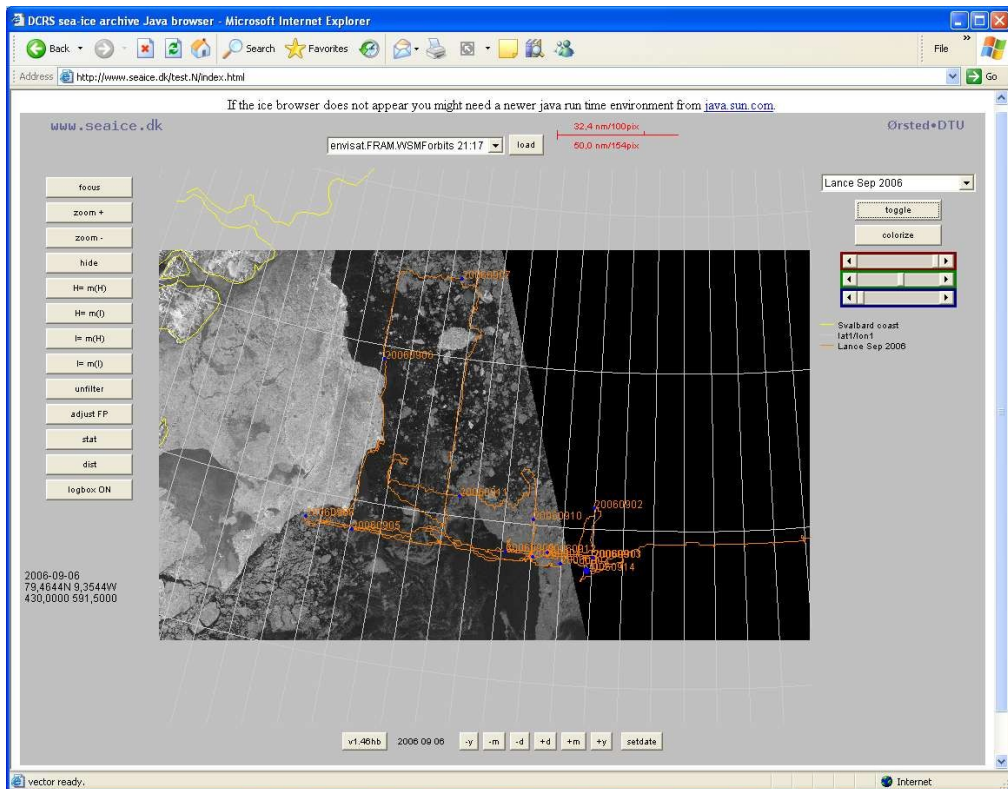 DCRS sea-ice archive Java browser - Microsoft Internet Explorer
Back Search Favorites File »
Address http://www.seaice.dk/test.N/index.html Go
If the ice browser does not appear you might need a newer java run time environment from java.sun.com.
www.seaice.dk
Ørsted•DTU
envisat.FRAM.WSMForbits 21:17 load
32,4 nm/100pix
50,0 nm/154pix
Lance Sep 2006
toggle
colorize
Svalbard coast
lat1/lon1
Lance Sep 2006
focus
zoom +
zoom -
hide
H= m(H)
H= m(I)
I= m(H)
I= m(I)
unfilter
adjust FP
stat
dist
logbox ON
20060907
20060911
20060902
20060910
20060905
20060914
2006-09-06
79,4644N 9,3544W
430,0000 591,5000
v1.46hb 2006 09 06 -y -m -d +d +m +y setdate
vector ready.
Internet